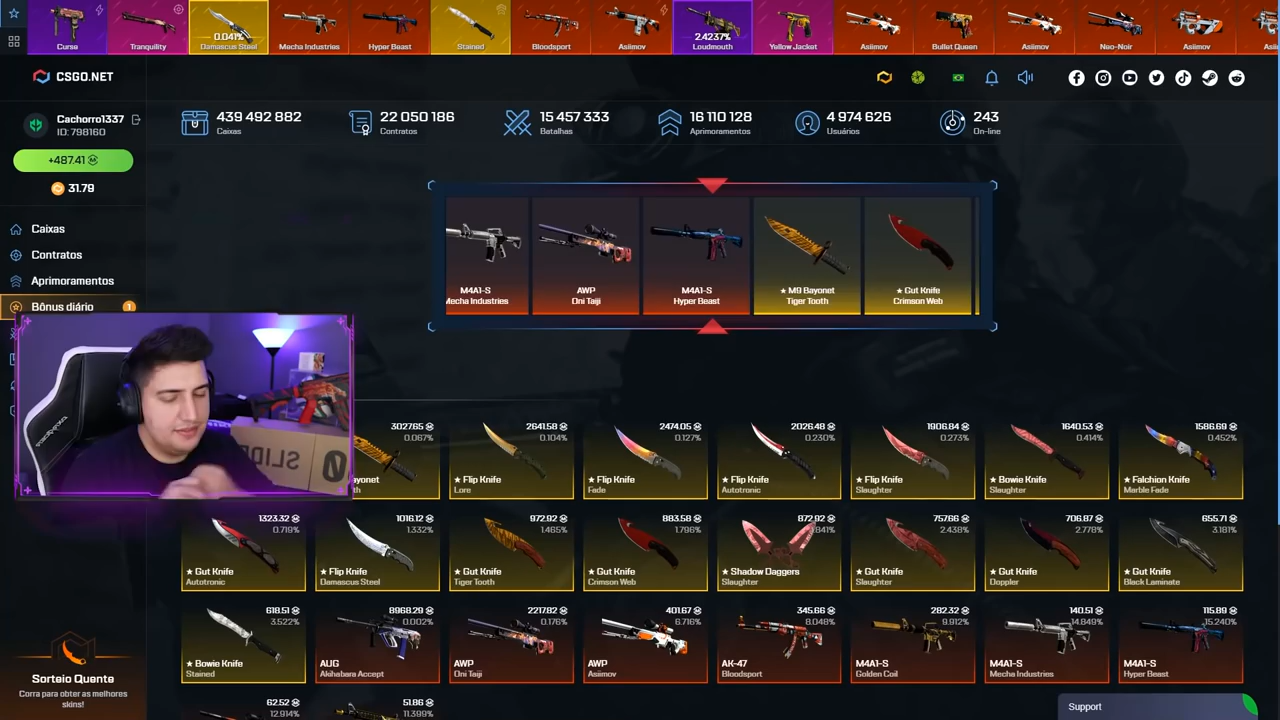 Curse
Tranquility
0.041%
Damascus Steel
Mecha Industries
Hyper Beast
Stained
Bloodsport
Asiimov
2.4237%
Loudmouth
Yellow Jacket
Asiimov
Bullet Queen
Asiimov
Neo-Noir
Asiimov
CSGO.NET
Cachorro1337
ID: 798160
+487.41
31.79
439 492 882
Caixas
22 050 186
Contratos
15 457 333
Batalhas
16 110 128
Aprimoramentos
4 974 626
Usuários
243
On-line
Caixas
Contratos
Aprimoramentos
Bônus diário
1
M4A1-S
Mecha Industries
AWP
Oni Taiji
M4A1-S
Hyper Beast
★ M9 Bayonet
Tiger Tooth
★ Gut Knife
Crimson Web
3027.65
0.067%
2641.58
0.104%
★ Flip Knife
Lore
2474.05
0.127%
★ Flip Knife
Fade
2026.48
0.230%
★ Flip Knife
Autotronic
1906.84
0.273%
★ Flip Knife
Slaughter
1640.53
0.414%
★ Bowie Knife
Slaughter
1586.69
0.452%
★ Falchion Knife
Marble Fade
1323.32
0.719%
★ Gut Knife
Autotronic
1016.12
1.332%
★ Flip Knife
Damascus Steel
972.92
1.465%
★ Gut Knife
Tiger Tooth
883.58
1.796%
★ Gut Knife
Crimson Web
872.92
★ Shadow Daggers
Slaughter
757.66
2.438%
★ Gut Knife
Slaughter
706.87
2.778%
★ Gut Knife
Doppler
655.71
3.181%
★ Gut Knife
Black Laminate
618.51
3.522%
★ Bowie Knife
Stained
8968.29
0.002%
AUG
Akihabara Accept
2217.82
0.176%
AWP
Oni Taiji
401.67
6.716%
AWP
Asiimov
345.66
8.048%
AK-47
Bloodsport
282.32
9.912%
M4A1-S
Golden Coil
140.51
14.849%
M4A1-S
Mecha Industries
115.89
15.240%
M4A1-S
Hyper Beast
62.52
12.914%
51.86
11.399%
Sorteio Quente
Corra para obter as melhores
skins!
Support